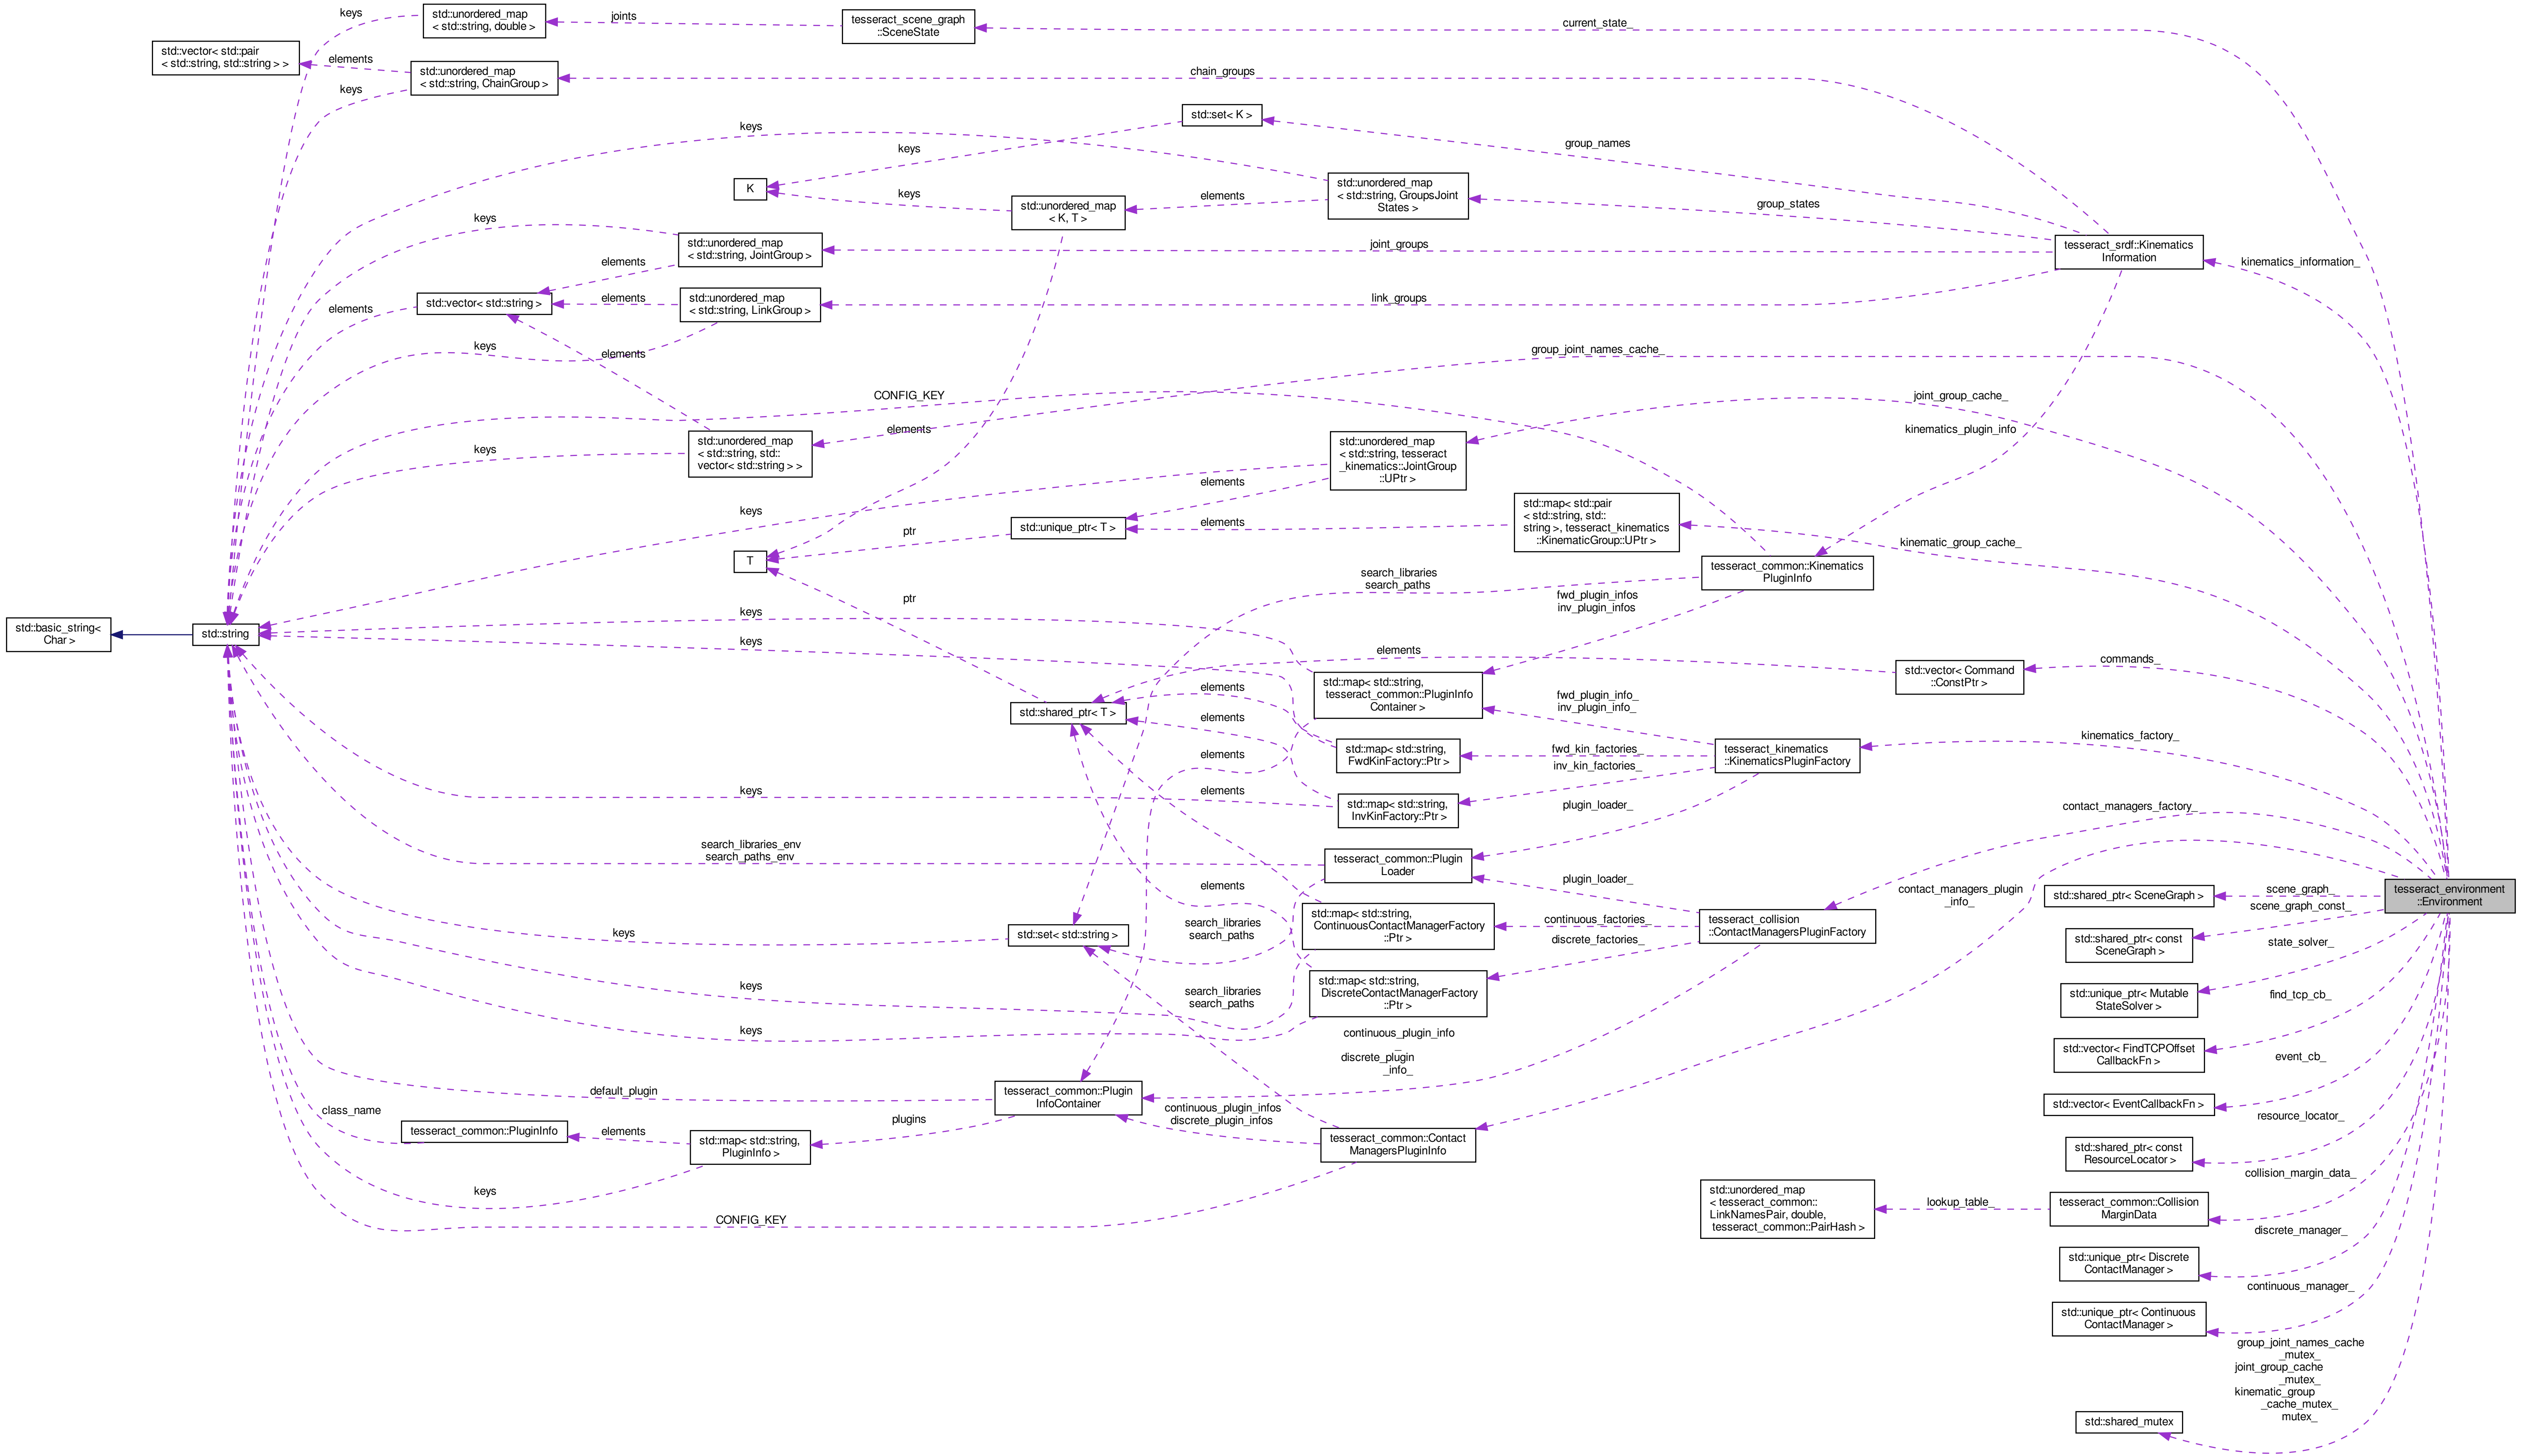 std::basic_string<
Char >
std::string
std::vector< std::pair
< std::string, std::string > >
keys
elements
keys
std::unordered_map
< std::string, double >
std::unordered_map
< std::string, ChainGroup >
joints
tesseract_scene_graph
::SceneState
current_state_
chain_groups
std::set< K >
group_names
keys
keys
K
keys
std::unordered_map
< K, T >
elements
std::unordered_map
< std::string, GroupsJoint
States >
group_states
tesseract_srdf::Kinematics
Information
kinematics_information_
keys
std::unordered_map
< std::string, JointGroup >
joint_groups
elements
std::vector< std::string >
elements
elements
std::unordered_map
< std::string, LinkGroup >
link_groups
keys
elements
group_joint_names_cache_
CONFIG_KEY
joint_group_cache_
elements
kinematics_plugin_info
std::unordered_map
< std::string, std::
vector< std::string > >
keys
std::unordered_map
< std::string, tesseract
_kinematics::JointGroup
::UPtr >
elements
keys
std::unique_ptr< T >
elements
std::map< std::pair
< std::string, std::
string >, tesseract_kinematics
::KinematicGroup::UPtr >
kinematic_group_cache_
ptr
T
ptr
search_libraries
search_paths
tesseract_common::Kinematics
PluginInfo
fwd_plugin_infos
inv_plugin_infos
keys
keys
elements
std::vector< Command
::ConstPtr >
commands_
std::shared_ptr< T >
elements
elements
elements
elements
std::map< std::string,
tesseract_common::PluginInfo
Container >
fwd_plugin_info_
inv_plugin_info_
std::map< std::string,
FwdKinFactory::Ptr >
fwd_kin_factories_
inv_kin_factories_
tesseract_kinematics
::KinematicsPluginFactory
kinematics_factory_
keys
std::map< std::string,
InvKinFactory::Ptr >
plugin_loader_
contact_managers_factory_
search_libraries_env
search_paths_env
tesseract_common::Plugin
Loader
plugin_loader_
contact_managers_plugin
_info_
elements
search_libraries
search_paths
std::map< std::string,
ContinuousContactManagerFactory
::Ptr >
continuous_factories_
discrete_factories_
tesseract_collision
::ContactManagersPluginFactory
keys
std::set< std::string >
keys
search_libraries
search_paths
std::map< std::string,
DiscreteContactManagerFactory
::Ptr >
keys
continuous_plugin_info
_
discrete_plugin
_info_
default_plugin
tesseract_common::Plugin
InfoContainer
continuous_plugin_infos
discrete_plugin_infos
class_name
tesseract_common::PluginInfo
elements
std::map< std::string,
PluginInfo >
plugins
tesseract_common::Contact
ManagersPluginInfo
keys
CONFIG_KEY
tesseract_environment
::Environment
std::shared_ptr< SceneGraph >
scene_graph_
scene_graph_const_
std::shared_ptr< const
SceneGraph >
state_solver_
std::unique_ptr< Mutable
StateSolver >
find_tcp_cb_
std::vector< FindTCPOffset
CallbackFn >
event_cb_
std::vector< EventCallbackFn >
resource_locator_
std::shared_ptr< const
ResourceLocator >
collision_margin_data_
std::unordered_map
< tesseract_common::
LinkNamesPair, double,
tesseract_common::PairHash >
lookup_table_
tesseract_common::Collision
MarginData
discrete_manager_
std::unique_ptr< Discrete
ContactManager >
continuous_manager_
std::unique_ptr< Continuous
ContactManager >
group_joint_names_cache
_mutex_
joint_group_cache
_mutex_
kinematic_group
_cache_mutex_
mutex_
std::shared_mutex